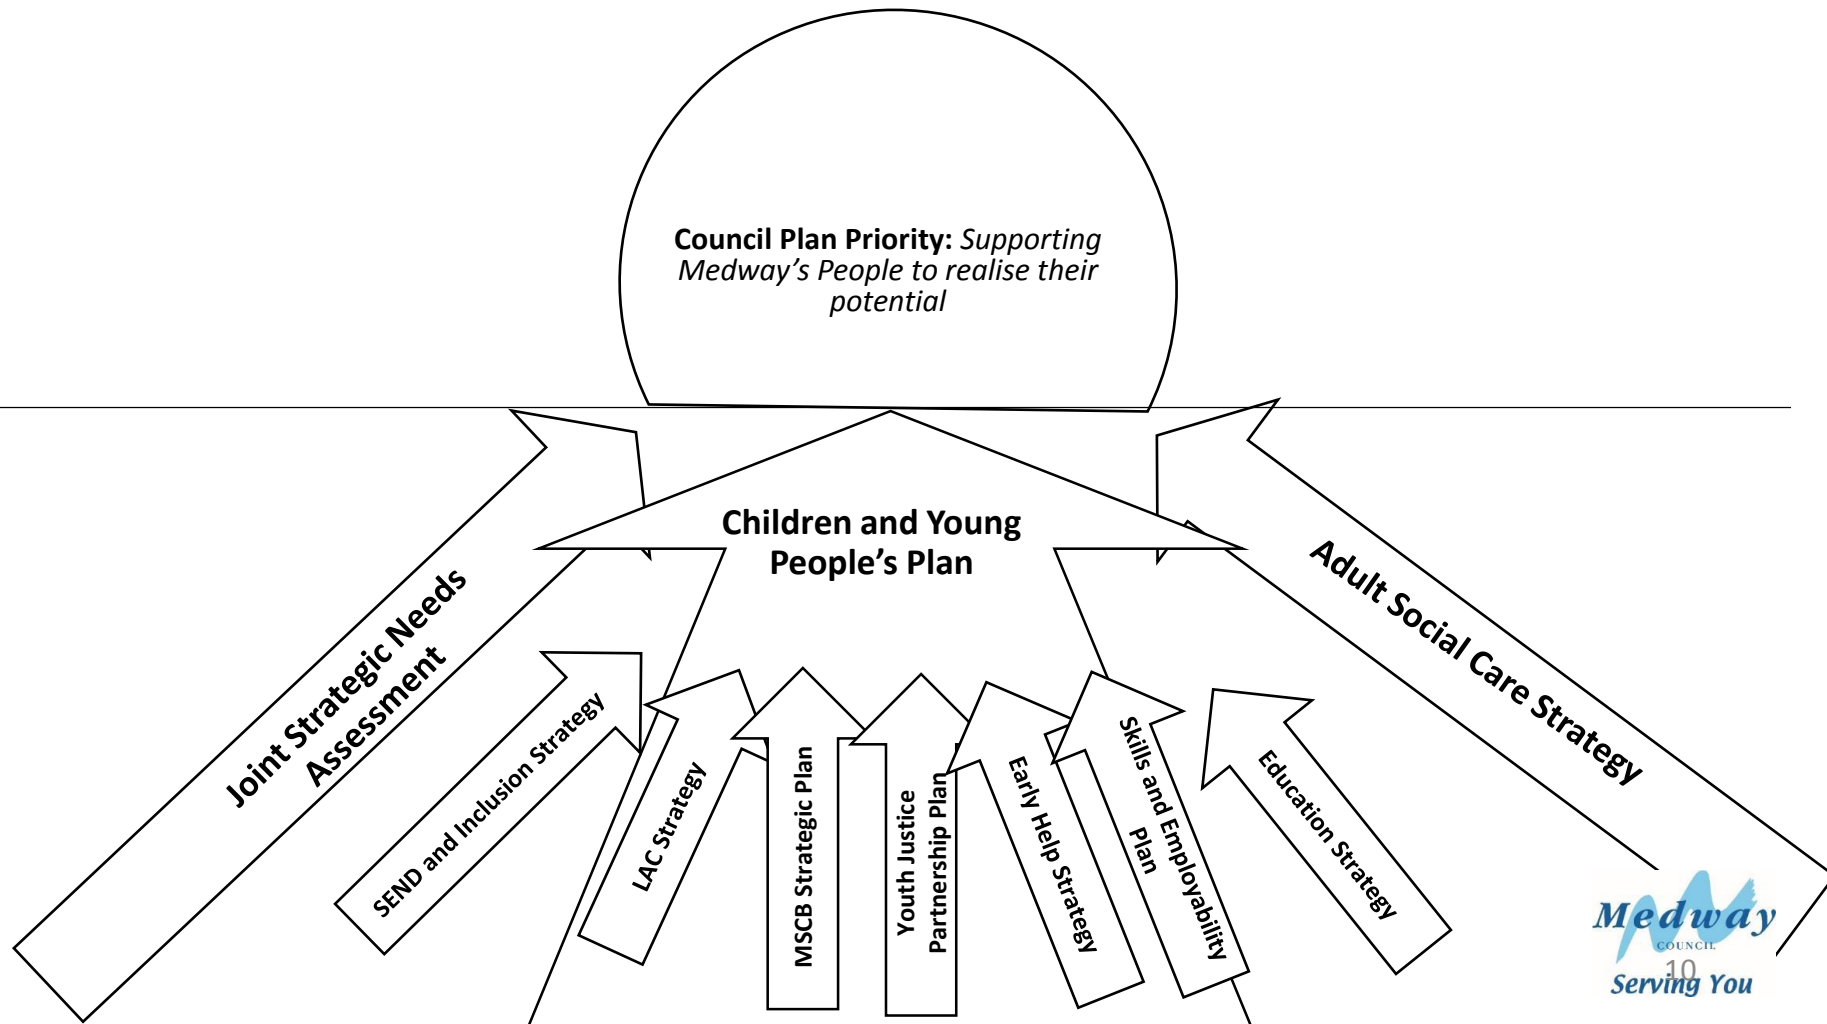 Council Plan Priority: Supporting
Medway’s People to realise their
potential
Children and Young
People’s Plan
Joint Strategic Needs
Assessment
SEND and Inclusion Strategy
LAC Strategy
MSCB Strategic Plan
Youth Justice
Partnership Plan
Early Help Strategy
Skills and Employability
Plan
Education Strategy
Adult Social Care Strategy
Medway
COUNCIL
10
Serving You